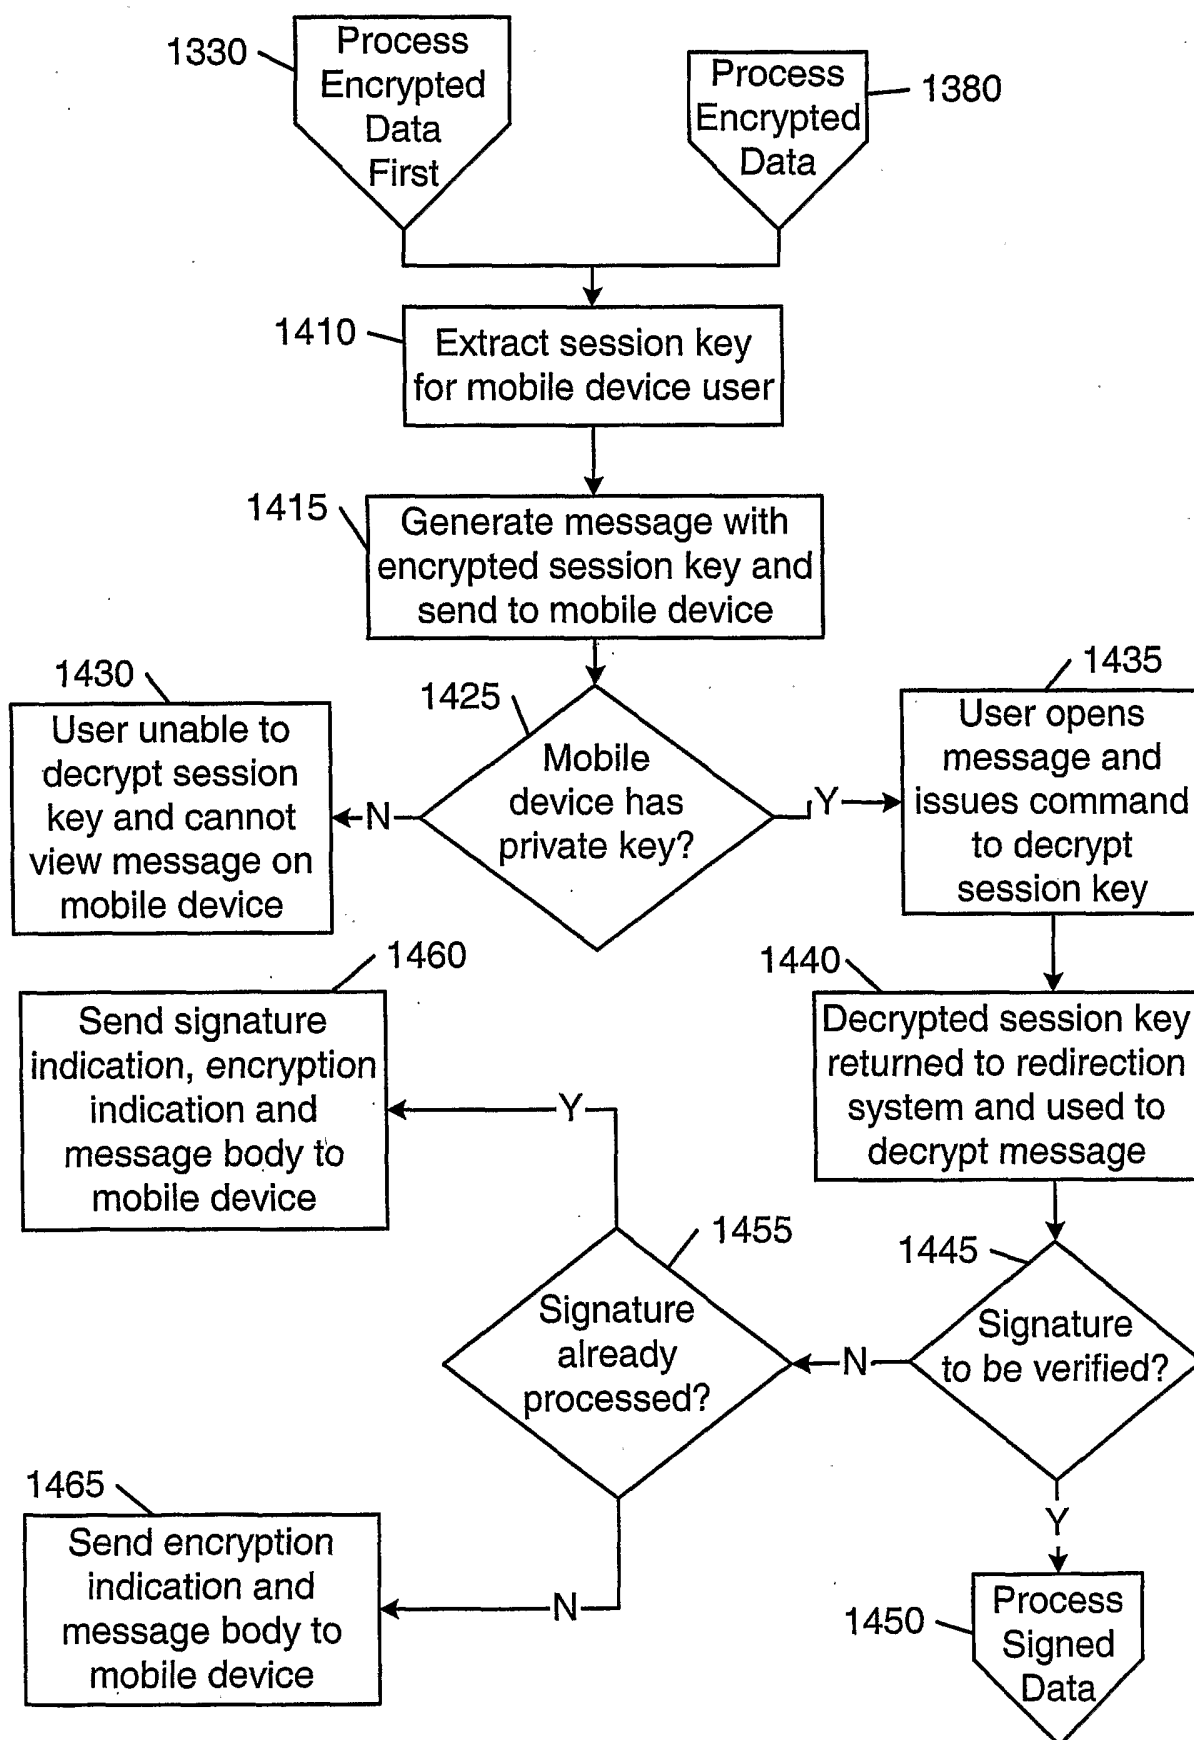 1330
Process
Encrypted
Data
First
Process
Encrypted
Data
1380
1410
Extract session key
for mobile device user
1415
Generate message with
encrypted session key and
send to mobile device
1425
Mobile
device has
private key?
N
Y
1430
User unable to
decrypt session
key and cannot
view message on
mobile device
1435
User opens
message and
issues command
to decrypt
session key
1440
Decrypted session key
returned to redirection
system and used to
decrypt message
1460
Send signature
indication, encryption
indication and
message body to
mobile device
Y
1455
Signature
already
processed?
N
1445
Signature
to be verified?
N
Y
1465
Send encryption
indication and
message body to
mobile device
1450
Process
Signed
Data